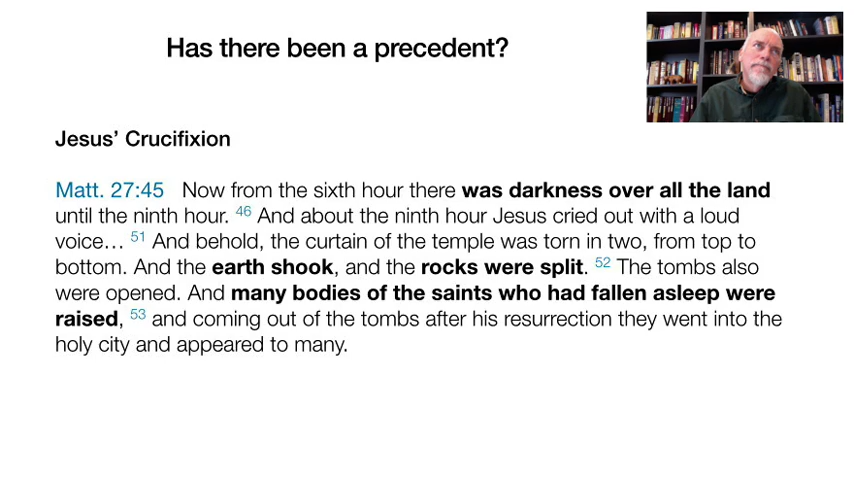 Has there been a precedent?
Jesus’ Crucifixion
Matt. 27:45 Now from the sixth hour there was darkness over all the land
until the ninth hour. 46 And about the ninth hour Jesus cried out with a loud
voice… 51 And behold, the curtain of the temple was torn in two, from top to
bottom. And the earth shook, and the rocks were split. 52 The tombs also
were opened. And many bodies of the saints who had fallen asleep were
raised, 53 and coming out of the tombs after his resurrection they went into the
holy city and appeared to many.